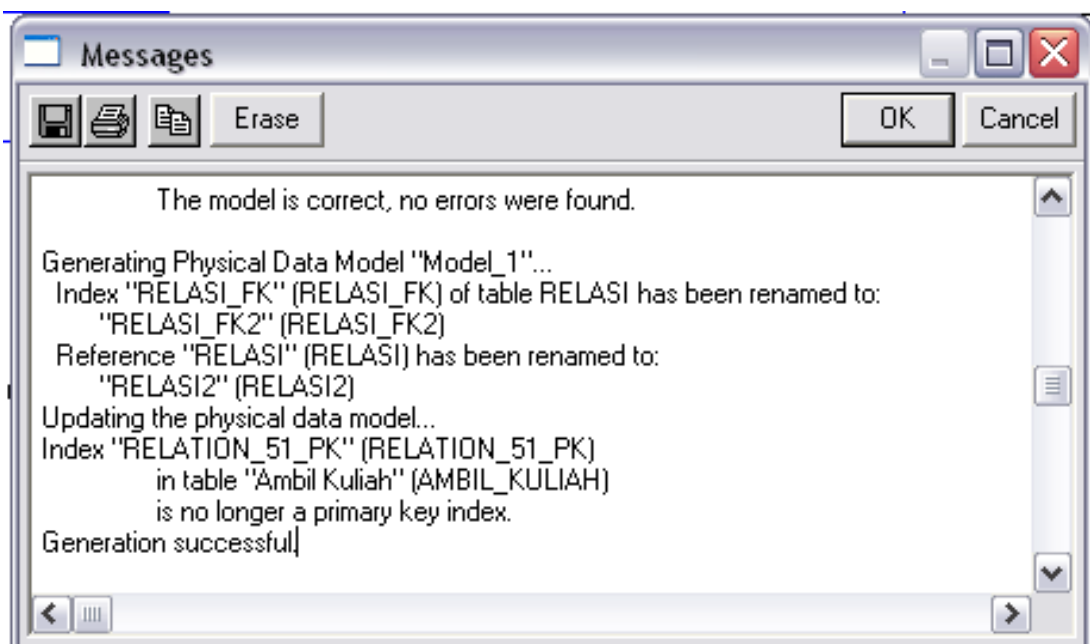 Messages
Erase
OK
Cancel
The model is correct, no errors were found.
Generating Physical Data Model "Model_1"...
Index "RELASI_FK" (RELASI_FK) of table RELASI has been renamed to:
"RELASI_FK2" (RELASI_FK2)
Reference "RELASI" (RELASI) has been renamed to:
"RELASI2" (RELASI2)
Updating the physical data model...
Index "RELATION_51_PK" (RELATION_51_PK)
in table "Ambil Kuliah" (AMBIL_KULIAH)
is no longer a primary key index.
Generation successful.